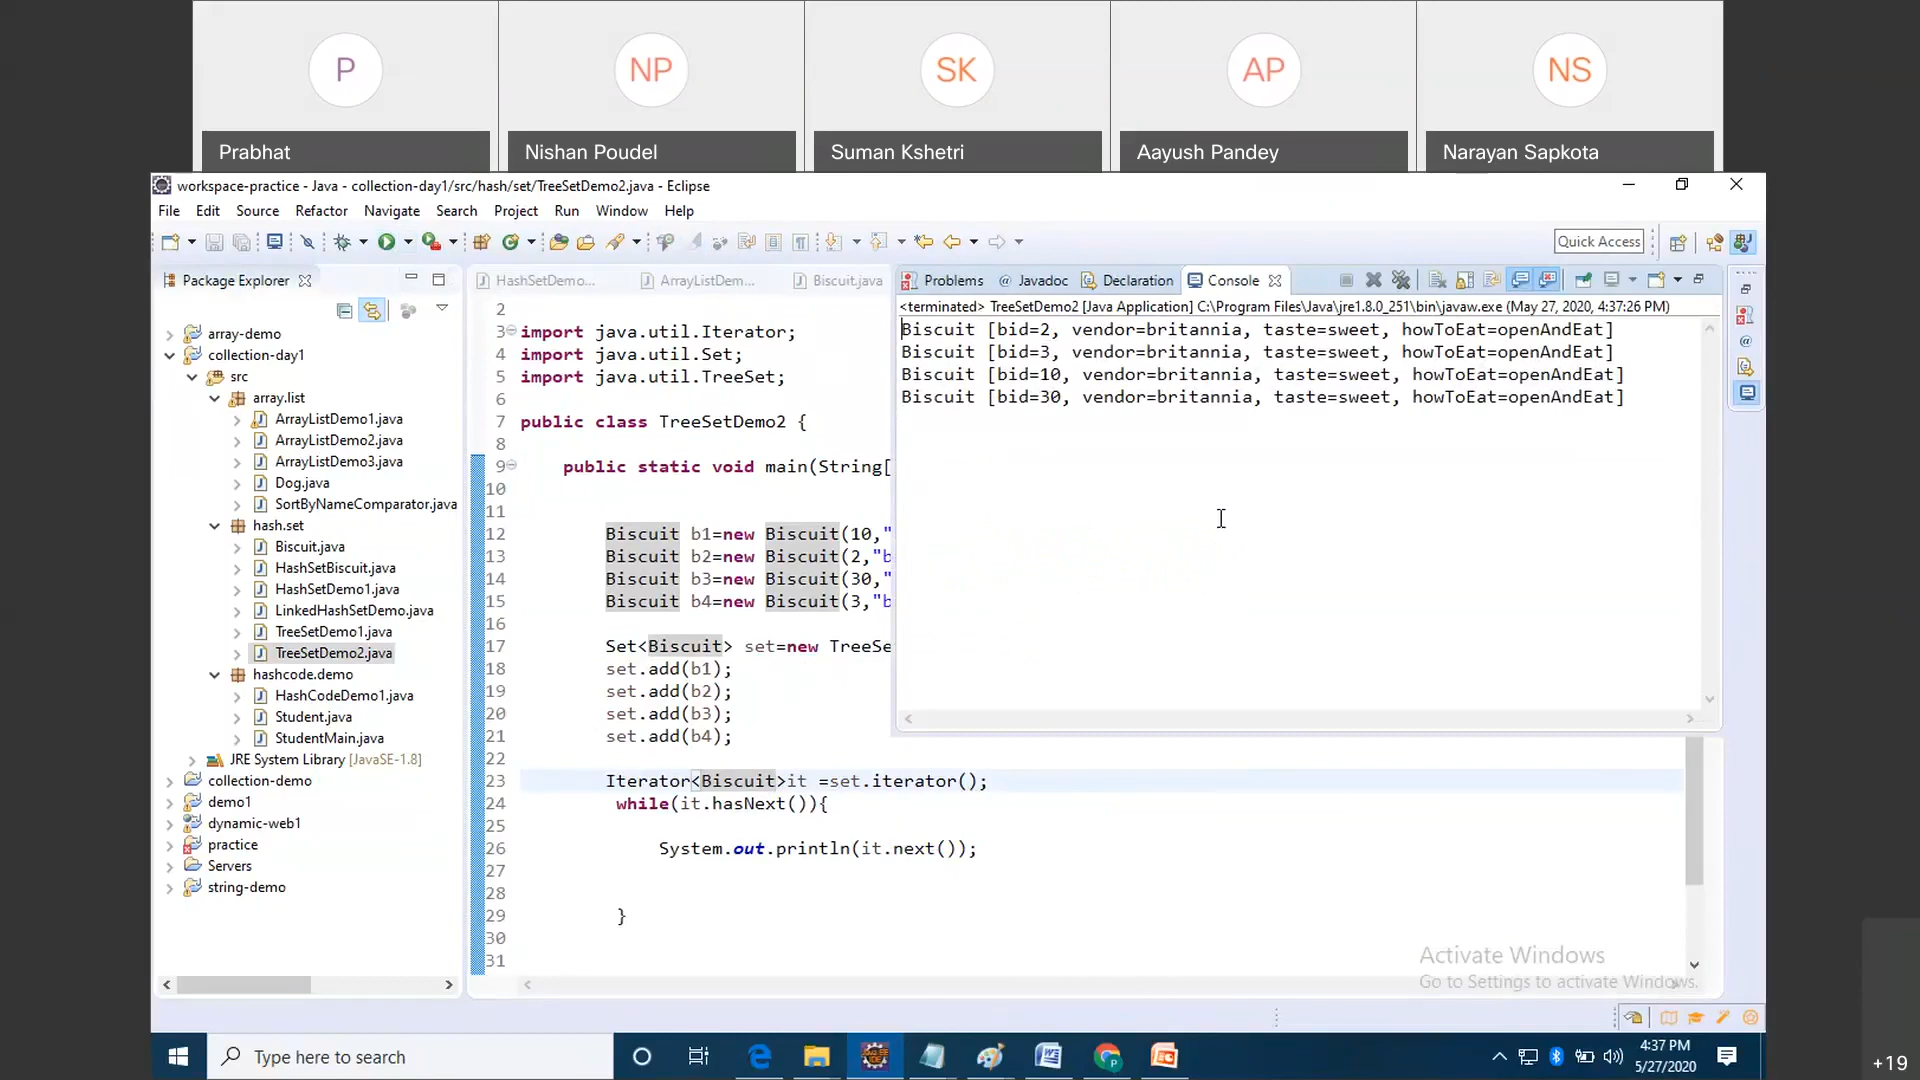 P
NP
SK
AP
NS
Prabhat
Nishan Poudel
Suman Kshetri
Aayush Pandey
Narayan Sapkota
workspace-practice - Java - collection-day1/src/hash/set/TreeSetDemo2.java - Eclipse
File Edit Source Refactor Navigate Search Project Run Window Help
Quick Access
Package Explorer
array-demo
collection-day1
src
array.list
ArrayListDemo1.java
ArrayListDemo2.java
ArrayListDemo3.java
Dog.java
SortByNameComparator.java
hash.set
Biscuit.java
HashSetBiscuit.java
HashSetDemo1.java
LinkedHashSetDemo.java
TreeSetDemo1.java
TreeSetDemo2.java
hashcode.demo
HashCodeDemo1.java
Student.java
StudentMain.java
JRE System Library [JavaSE-1.8]
collection-demo
demo1
dynamic-web1
practice
Servers
string-demo
HashSetDemo... ArrayListDem... Biscuit.java
2
3 import java.util.Iterator;
4 import java.util.Set;
5 import java.util.TreeSet;
6
7 public class TreeSetDemo2 {
8
9 public static void main(String[
10
11
12 Biscuit b1=new Biscuit(10,"
13 Biscuit b2=new Biscuit(2,"b
14 Biscuit b3=new Biscuit(30,"
15 Biscuit b4=new Biscuit(3,"b
16
17 Set<Biscuit> set=new TreeSe
18 set.add(b1);
19 set.add(b2);
20 set.add(b3);
21 set.add(b4);
22
23 Iterator<Biscuit>it =set.iterator();
24 while(it.hasNext()){
25
26 System.out.println(it.next());
27
28
29 }
30
31
Problems @ Javadoc Declaration Console
<terminated> TreeSetDemo2 [Java Application] C:\Program Files\Java\jre1.8.0_251\bin\javaw.exe (May 27, 2020, 4:37:26 PM)
Biscuit [bid=2, vendor=britannia, taste=sweet, howToEat=openAndEat]
Biscuit [bid=3, vendor=britannia, taste=sweet, howToEat=openAndEat]
Biscuit [bid=10, vendor=britannia, taste=sweet, howToEat=openAndEat]
Biscuit [bid=30, vendor=britannia, taste=sweet, howToEat=openAndEat]
Activate Windows
Go to Settings to activate Windows.
Type here to search
4:37 PM
5/27/2020
+19